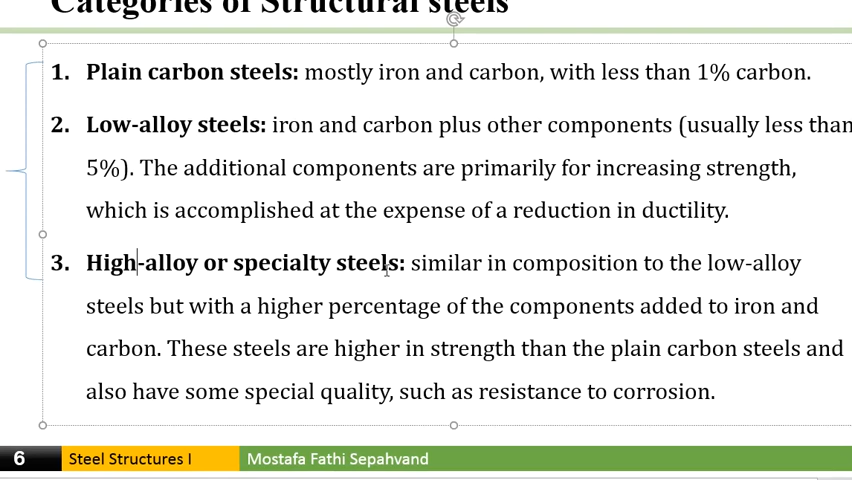 Categories of Structural steels
1. Plain carbon steels: mostly iron and carbon, with less than 1% carbon.
2. Low-alloy steels: iron and carbon plus other components (usually less than
5%). The additional components are primarily for increasing strength,
which is accomplished at the expense of a reduction in ductility.
3. High-alloy or specialty steels: similar in composition to the low-alloy
steels but with a higher percentage of the components added to iron and
carbon. These steels are higher in strength than the plain carbon steels and
also have some special quality, such as resistance to corrosion.
6 Steel Structures I Mostafa Fathi Sepahvand